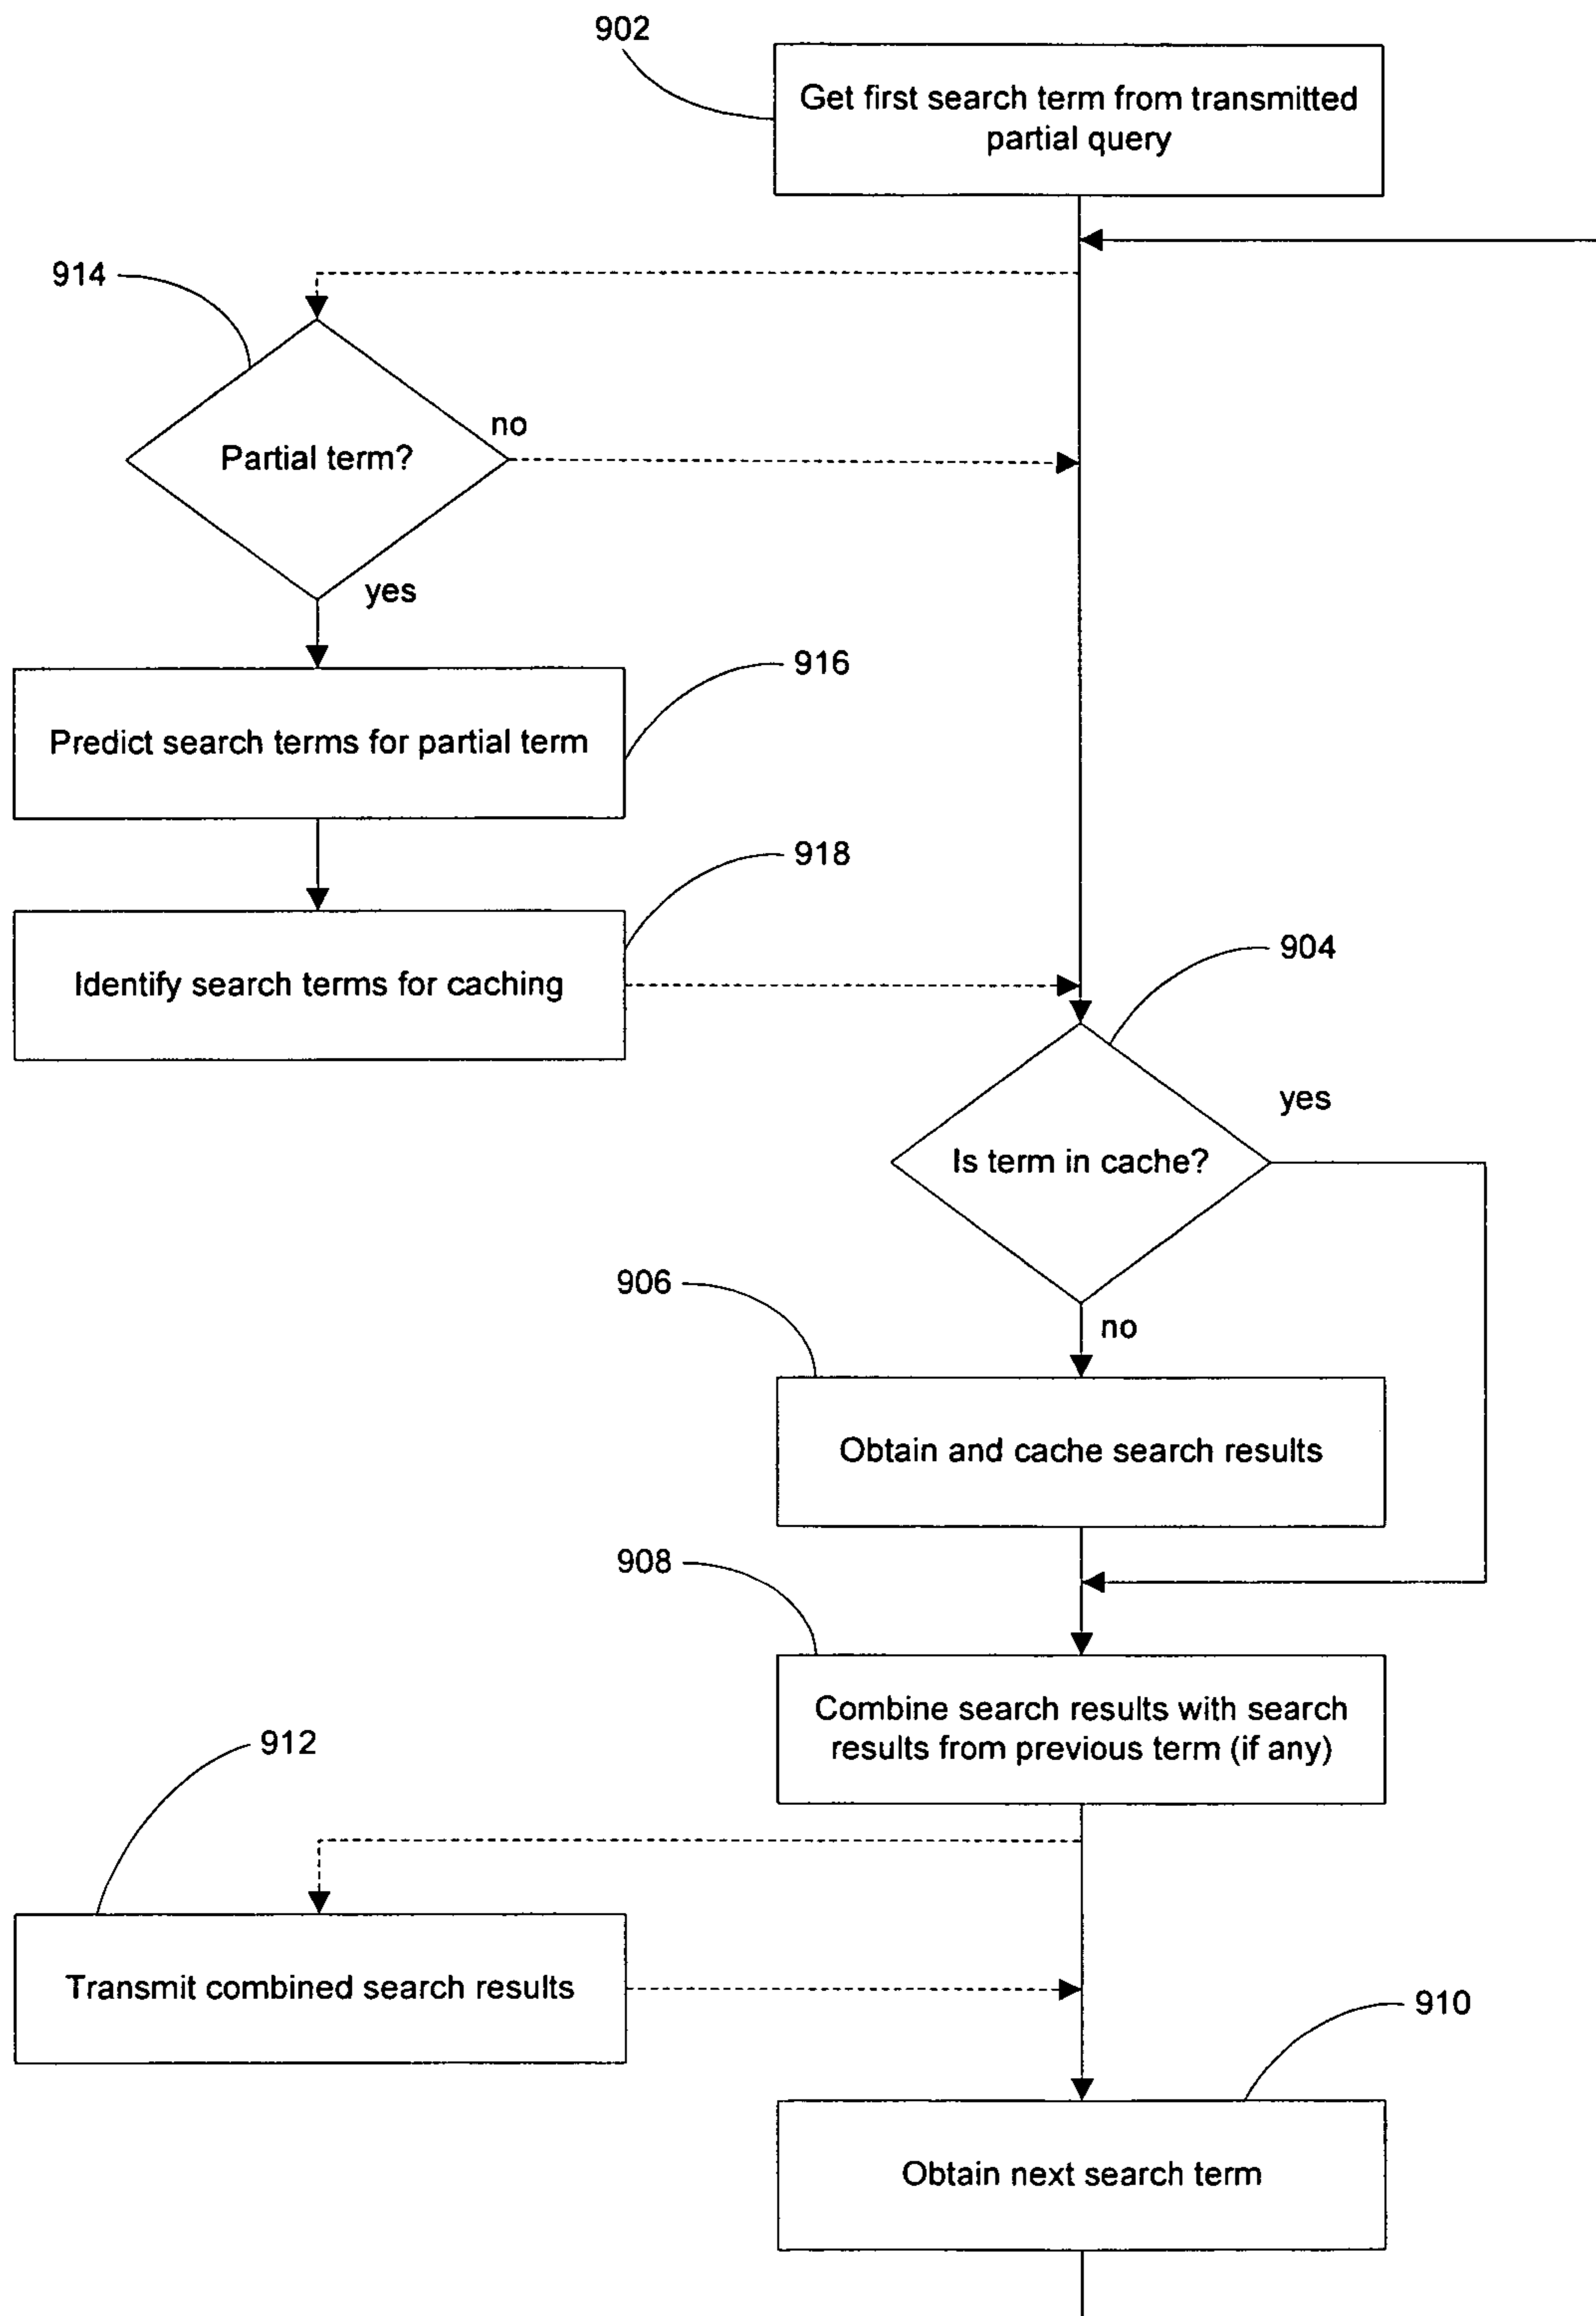 902
Get first search term from transmitted
partial query
914
Partial term?
no
yes
916
Predict search terms for partial term
918
Identify search terms for caching
904
Is term in cache?
yes
906
no
Obtain and cache search results
908
Combine search results with search
results from previous term (if any)
912
Transmit combined search results
910
Obtain next search term